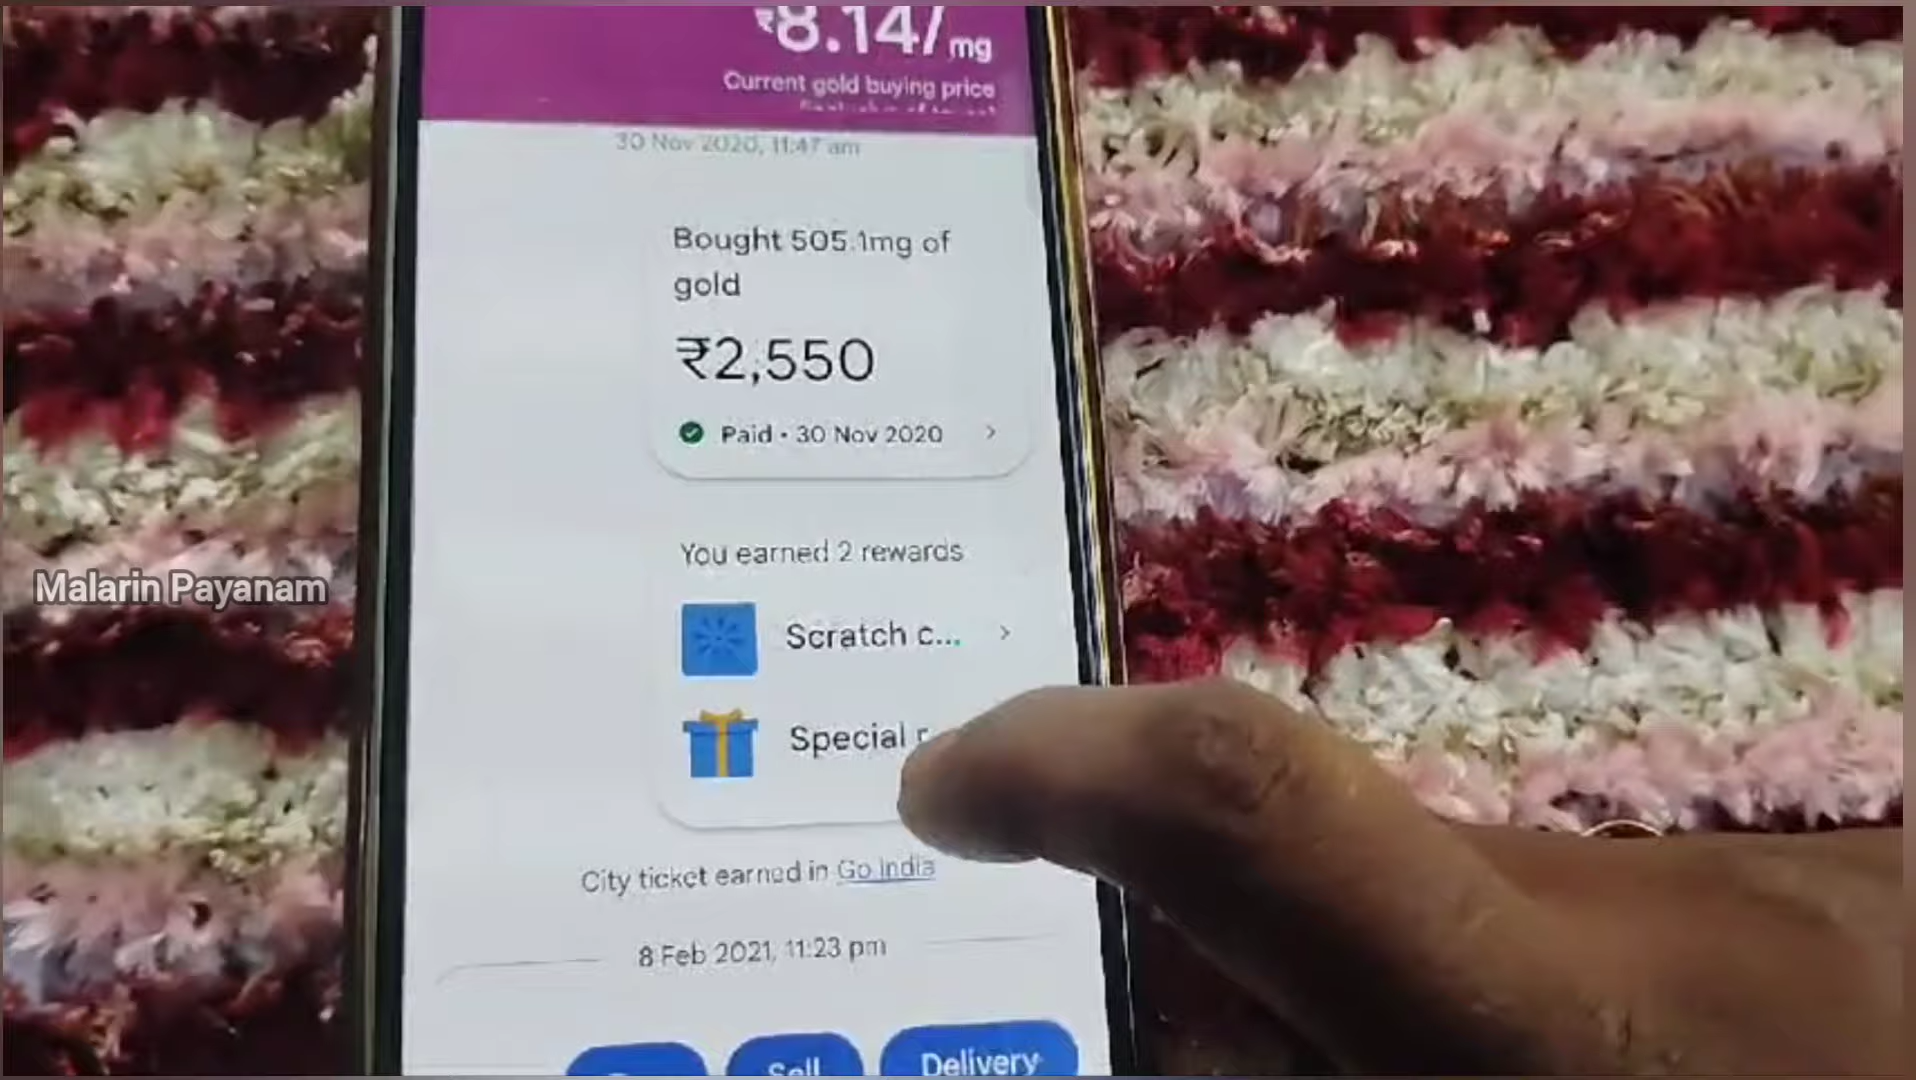 ₹8.14/mg
Current gold buying price
30 Nov 2020, 11:47 am
Bought 505.1mg of
gold
₹2,550
Paid • 30 Nov 2020
You earned 2 rewards
Scratch c...
Special
City ticket earned in Go India
8 Feb 2021, 11:23 pm
Sell
Delivery
Malarin Payanam